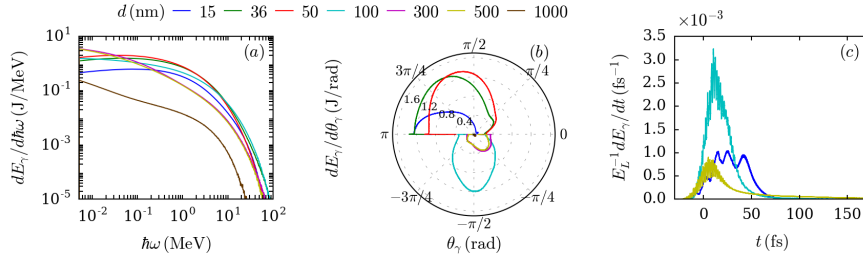 d (nm) 15 36 50 100 300 500 1000
(a)
dE_γ/dħω (J/MeV)
10^1
10^-1
10^-3
10^-5
10^-2 10^-1 10^0 10^1 10^2
ħω (MeV)
(b)
dE_γ/dθ_γ (J/rad)
π/2
3π/4 π/4
1.6 1.2 0.8 0.4
π 0
−3π/4 −π/4
−π/2
θ_γ (rad)
×10^-3
(c)
E_L^-1 dE_γ/dt (fs^-1)
3.5
3.0
2.5
2.0
1.5
1.0
0.5
0.0
0 50 100 150
t (fs)